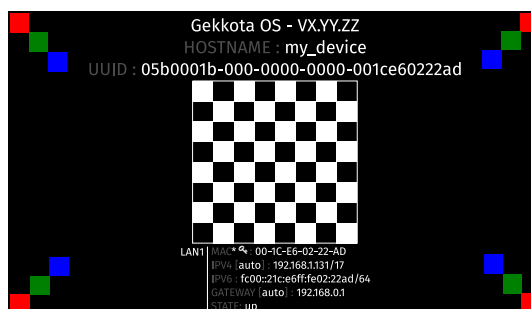 Gekkota OS - VX.YY.ZZ
HOSTNAME : my_device
UUID : 05b0001b-000-0000-0000-001ce60222ad
LAN1 MAC* : 00-1C-E6-02-22-AD
IPV4 [auto] : 192.168.1.131/17
IPV6 : fc00::21c:e6ff:fe02:22ad/64
GATEWAY [auto] : 192.168.0.1
STATE: up